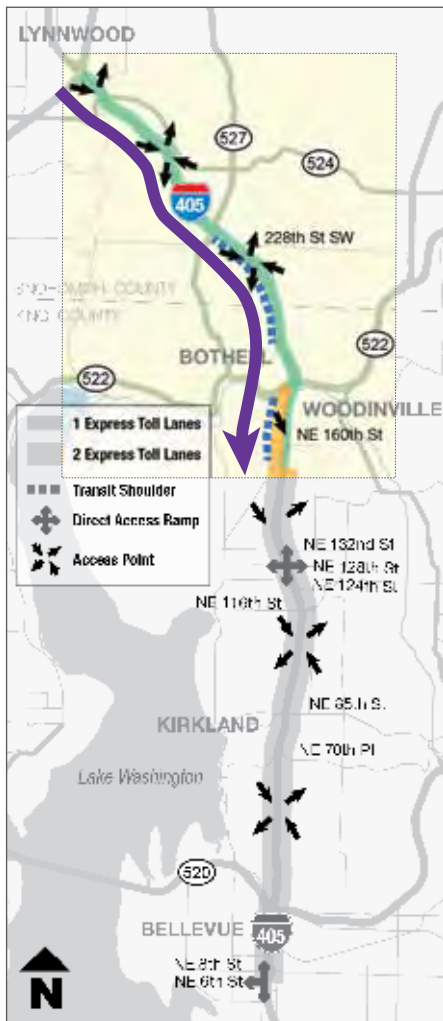 LYNNWOOD
527
524
405
228th St SW
SNOHOMISH COUNTY
KING COUNTY
BOTHELL
522
522
WOODINVILLE
NE 160th St
1 Express Toll Lanes
2 Express Toll Lanes
Transit Shoulder
Direct Access Ramp
Access Point
NE 132nd St
NE 128th St
NE 124th St
NE 116th St
NE 85th St
KIRKLAND
NE 70th Pl
Lake Washington
520
BELLEVUE
405
NE 8th St
NE 6th St
N